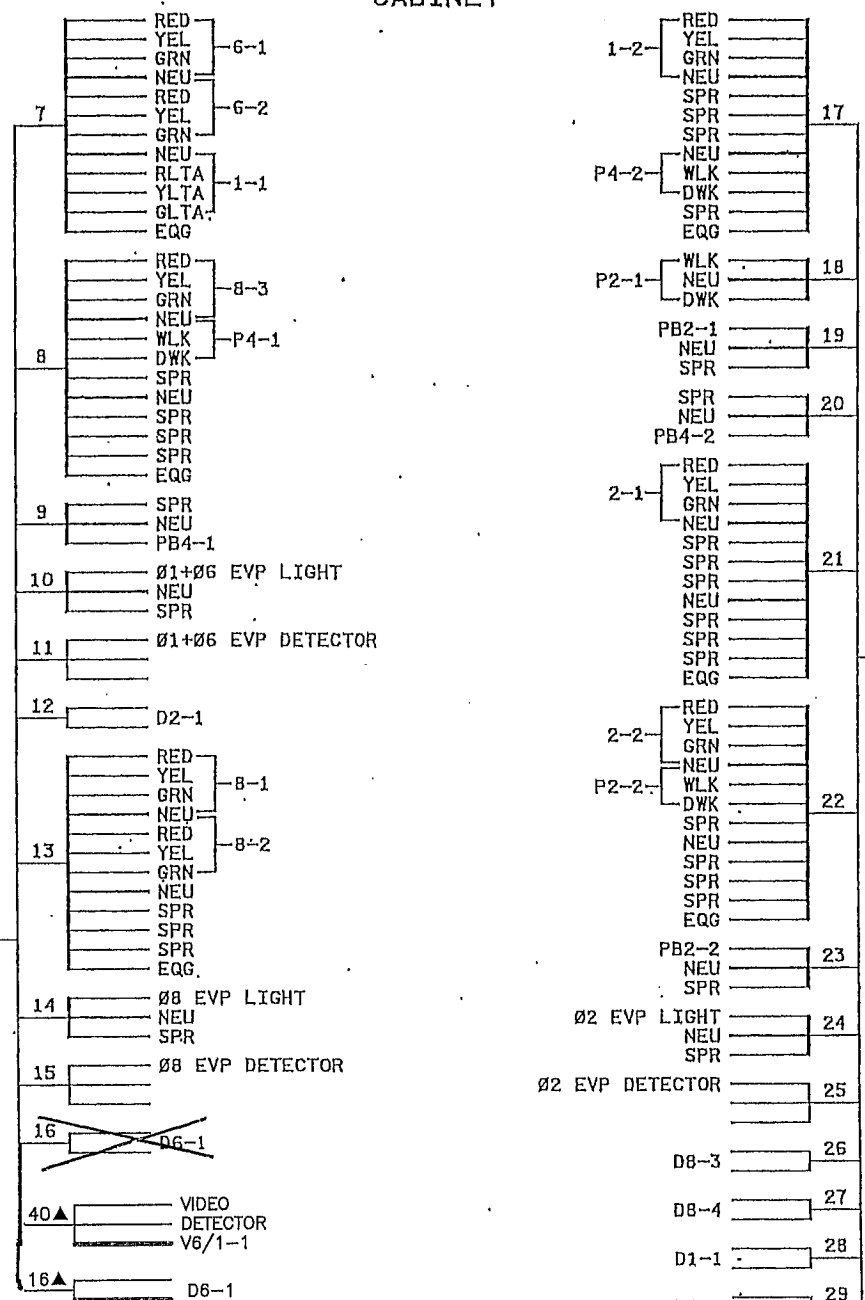 CABINET
7
RED
YEL
GRN
NEU
6-1
RED
YEL
GRN
6-2
NEU
RLTA
YLTA
GLTA
1-1
EQG
8
RED
YEL
GRN
NEU
8-3
WLK
DWK
P4-1
SPR
NEU
SPR
SPR
SPR
EQG
9
SPR
NEU
PB4-1
10
Ø1+Ø6 EVP LIGHT
NEU
SPR
11
Ø1+Ø6 EVP DETECTOR
12
D2-1
13
RED
YEL
GRN
NEU
8-1
RED
YEL
GRN
8-2
NEU
SPR
SPR
SPR
EQG
14
Ø8 EVP LIGHT
NEU
SPR
15
Ø8 EVP DETECTOR
16
D6-1
40▲
VIDEO
DETECTOR
V6/1-1
16▲
D6-1
1-2
RED
YEL
GRN
NEU
SPR
SPR
SPR
17
P4-2
NEU
WLK
DWK
SPR
EQG
P2-1
WLK
NEU
DWK
18
PB2-1
NEU
SPR
19
SPR
NEU
PB4-2
20
2-1
RED
YEL
GRN
NEU
SPR
SPR
SPR
NEU
SPR
SPR
SPR
EQG
21
2-2
RED
YEL
GRN
NEU
P2-2
WLK
DWK
SPR
NEU
SPR
SPR
SPR
EQG
22
PB2-2
NEU
SPR
23
Ø2 EVP LIGHT
NEU
SPR
24
Ø2 EVP DETECTOR
25
D8-3
26
D8-4
27
D1-1
28
29